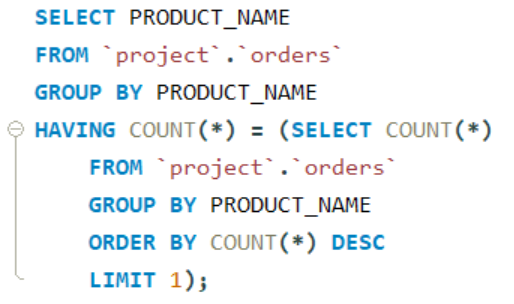 SELECT PRODUCT_NAME
FROM `project`.`orders`
GROUP BY PRODUCT_NAME
HAVING COUNT(*) = (SELECT COUNT(*)
FROM `project`.`orders`
GROUP BY PRODUCT_NAME
ORDER BY COUNT(*) DESC
LIMIT 1);